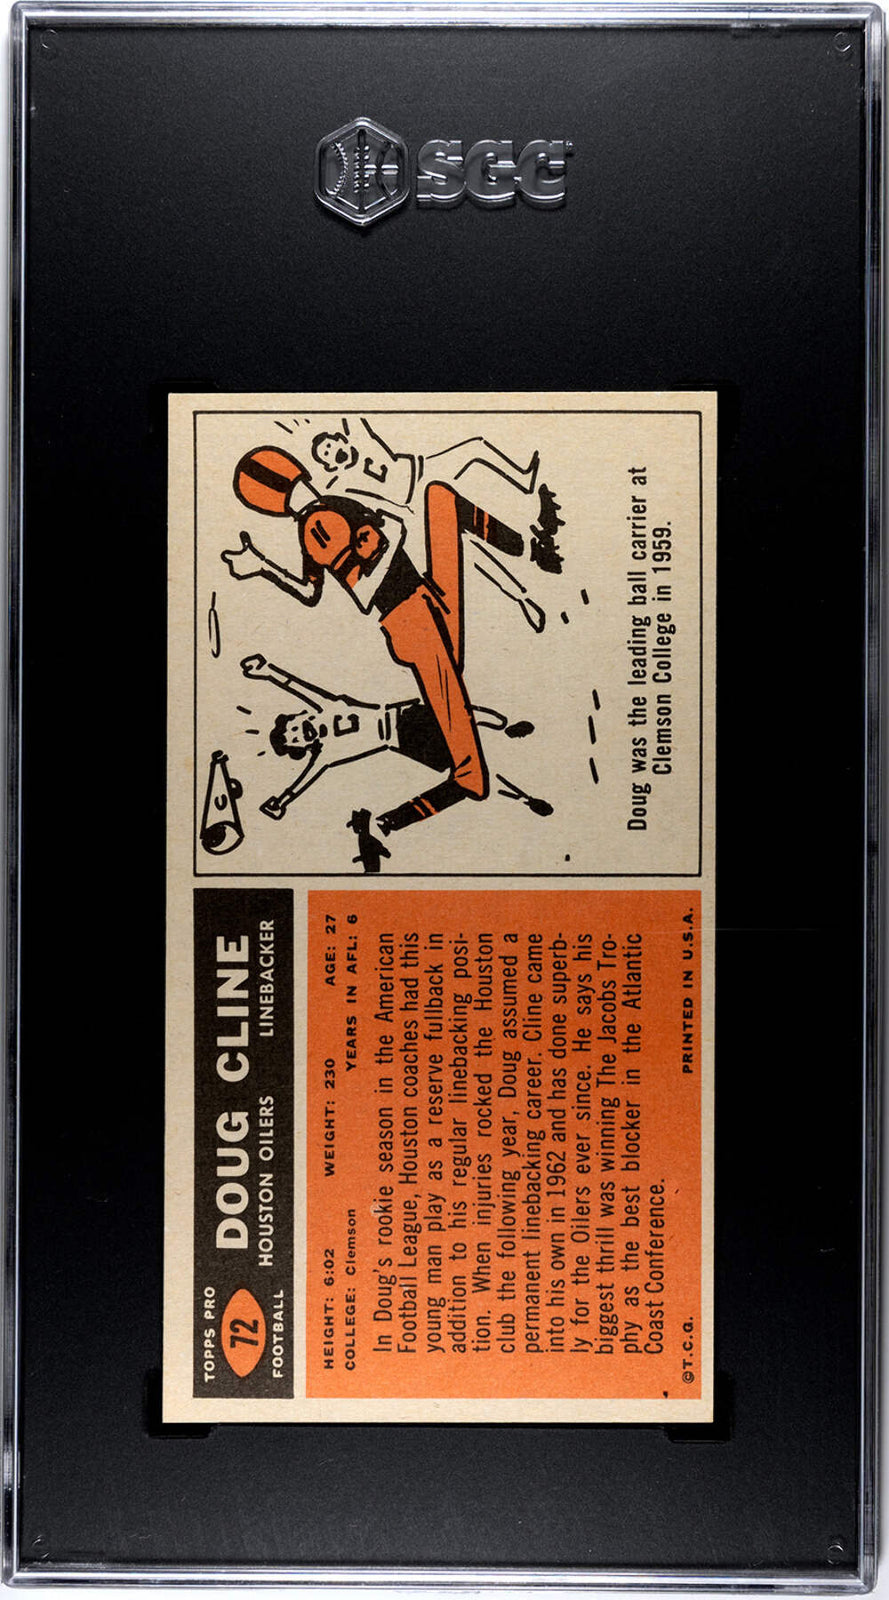 SGC
TOPPS PRO
72
FOOTBALL
DOUG CLINE
HOUSTON OILERS LINEBACKER
HEIGHT: 6:02 WEIGHT: 230 AGE: 27
COLLEGE: Clemson YEARS IN AFL: 6
In Doug's rookie season in the American
Football League, Houston coaches had this
young man play as a reserve fullback in
addition to his regular linebacking posi-
tion. When injuries rocked the Houston
club the following year, Doug assumed a
permanent linebacking career. Cline came
into his own in 1962 and has done superb-
ly for the Oilers ever since. He says his
biggest thrill was winning The Jacobs Tro-
phy as the best blocker in the Atlantic
Coast Conference.
©T.C.G. PRINTED IN U.S.A.
C
C
C
Doug was the leading ball carrier at
Clemson College in 1959.